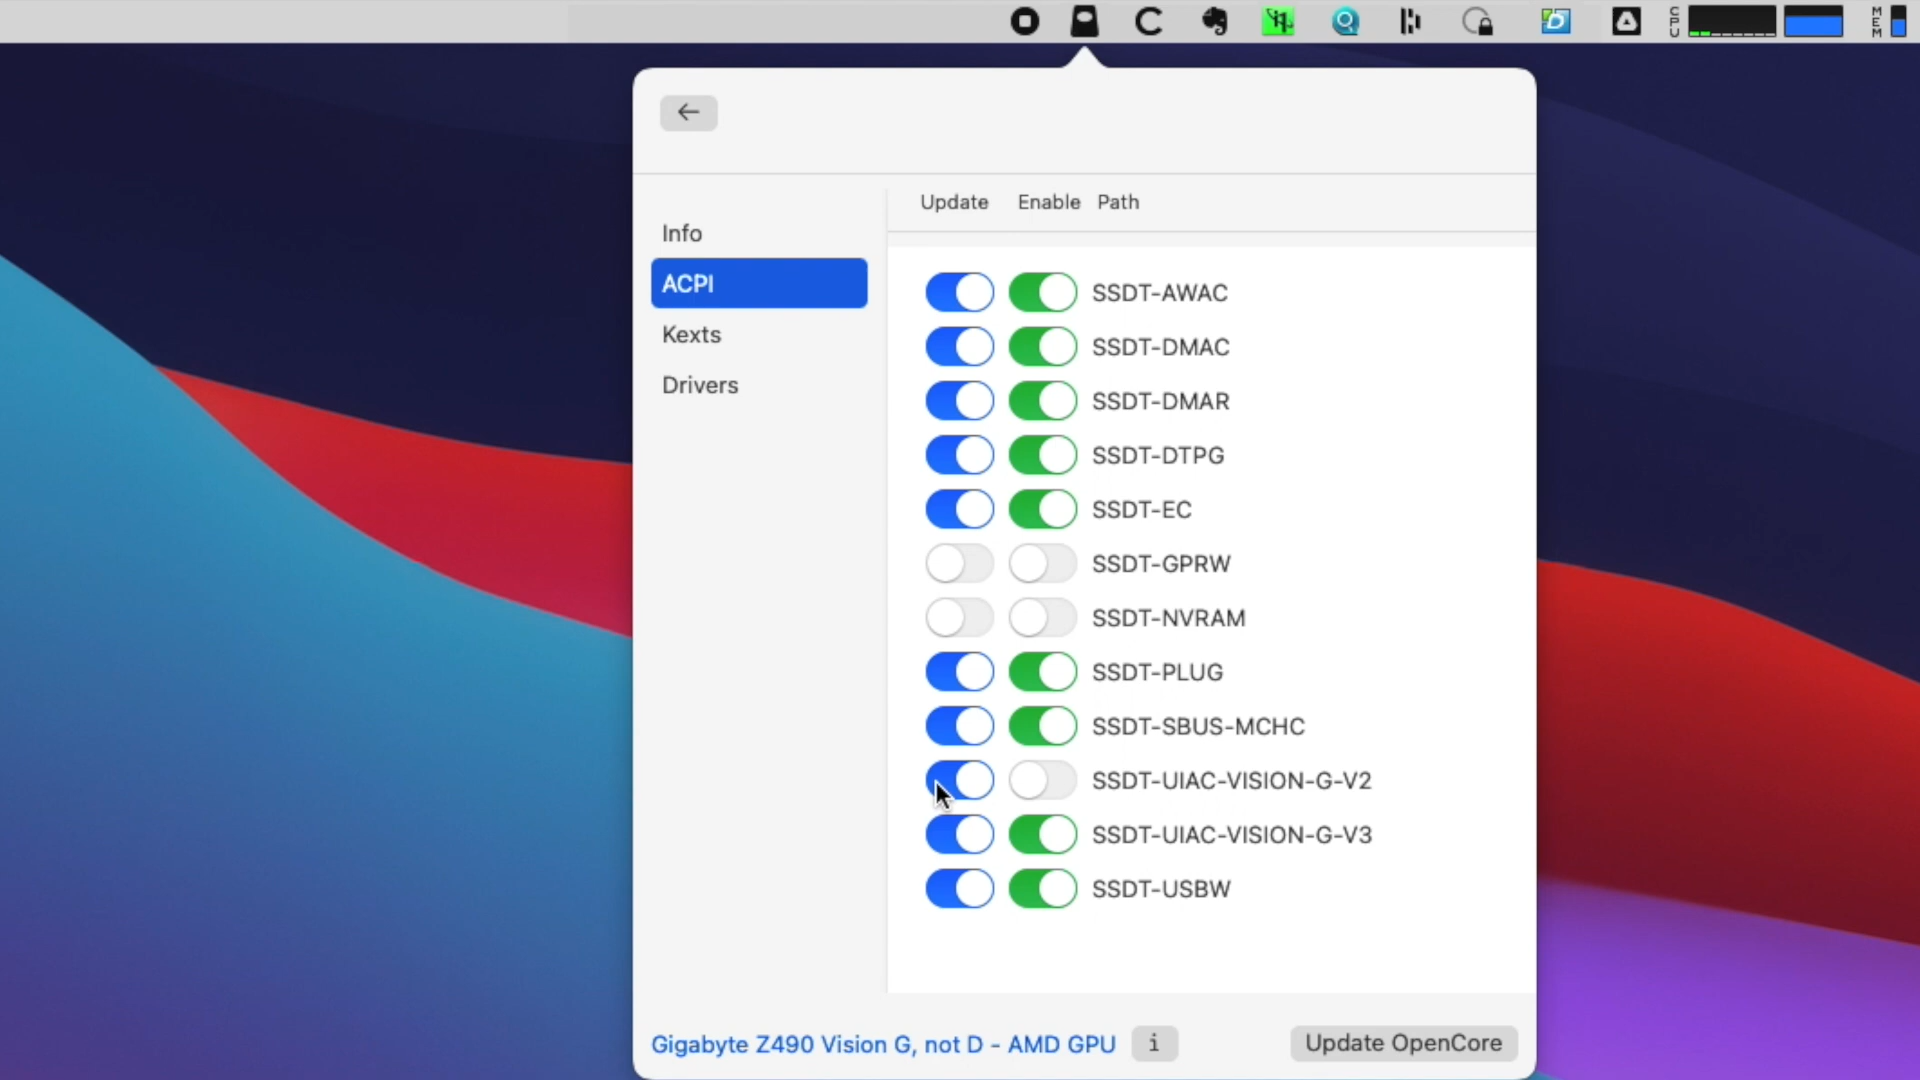 C
CPU
MEM
Info
ACPI
Kexts
Drivers
Update Enable Path
SSDT-AWAC
SSDT-DMAC
SSDT-DMAR
SSDT-DTPG
SSDT-EC
SSDT-GPRW
SSDT-NVRAM
SSDT-PLUG
SSDT-SBUS-MCHC
SSDT-UIAC-VISION-G-V2
SSDT-UIAC-VISION-G-V3
SSDT-USBW
Gigabyte Z490 Vision G, not D - AMD GPU i Update OpenCore